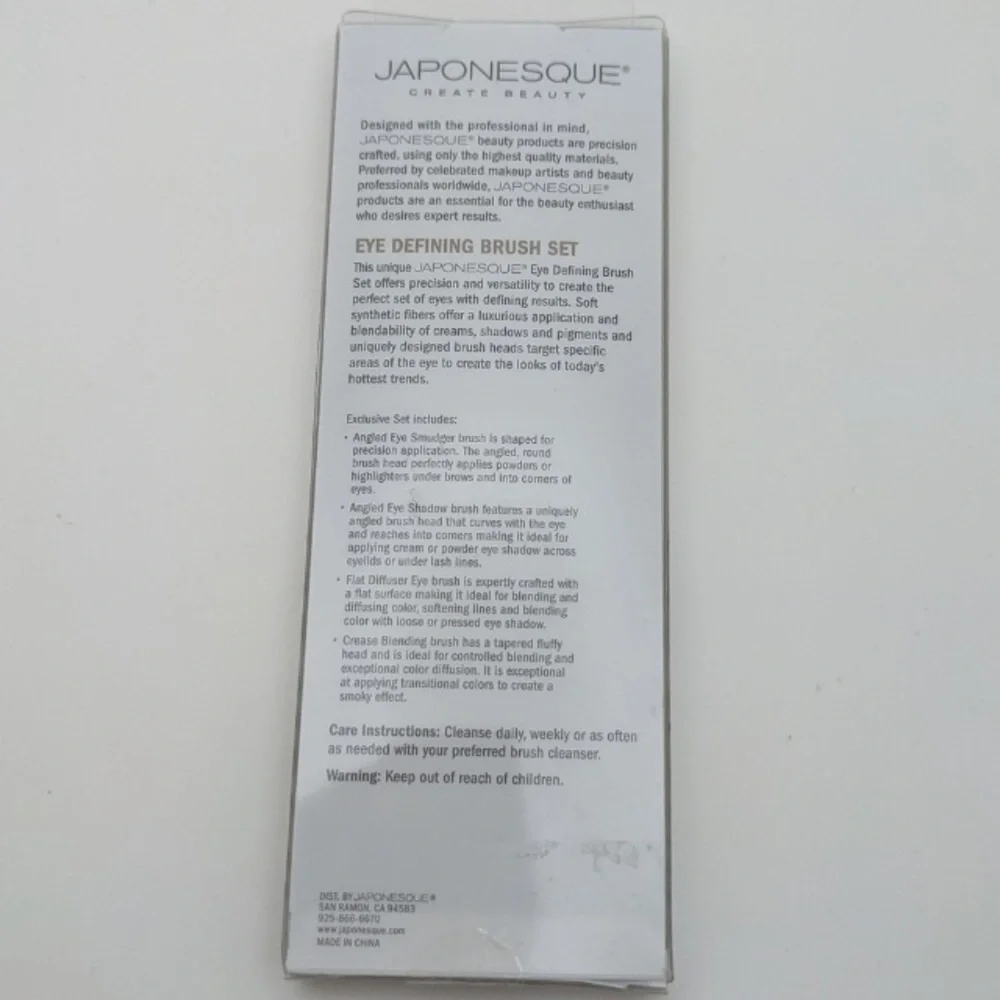 JAPONESQUE®
CREATE BEAUTY
Designed with the professional in mind,
JAPONESQUE® beauty products are precision
crafted, using only the highest quality materials.
Preferred by celebrated makeup artists and beauty
professionals worldwide, JAPONESQUE®
products are an essential for the beauty enthusiast
who desires expert results.
EYE DEFINING BRUSH SET
This unique JAPONESQUE® Eye Defining Brush
Set offers precision and versatility to create the
perfect set of eyes with defining results. Soft
synthetic fibers offer a luxurious application and
blendability of creams, shadows and pigments and
uniquely designed brush heads target specific
areas of the eye to create the looks of today's
hottest trends.
Exclusive Set includes:
• Angled Eye Smudger brush is shaped for
precision application. The angled, round
brush head perfectly applies powders or
highlighters under brows and into corners of
eyes.
• Angled Eye Shadow brush features a uniquely
angled brush head that curves with the eye
and reaches into corners making it ideal for
applying cream or powder eye shadow across
eyelids or under lash lines.
• Flat Diffuser Eye brush is expertly crafted with
a flat surface making it ideal for blending and
diffusing color, softening lines and blending
color with loose or pressed eye shadow.
• Crease Blending brush has a tapered fluffy
head and is ideal for controlled blending and
exceptional color diffusion. It is exceptional
at applying transitional colors to create a
smoky effect.
Care Instructions: Cleanse daily, weekly or as often
as needed with your preferred brush cleanser.
Warning: Keep out of reach of children.
DIST. BY JAPONESQUE®
SAN RAMON, CA 94583
925-866-6670
www.japonesque.com
MADE IN CHINA